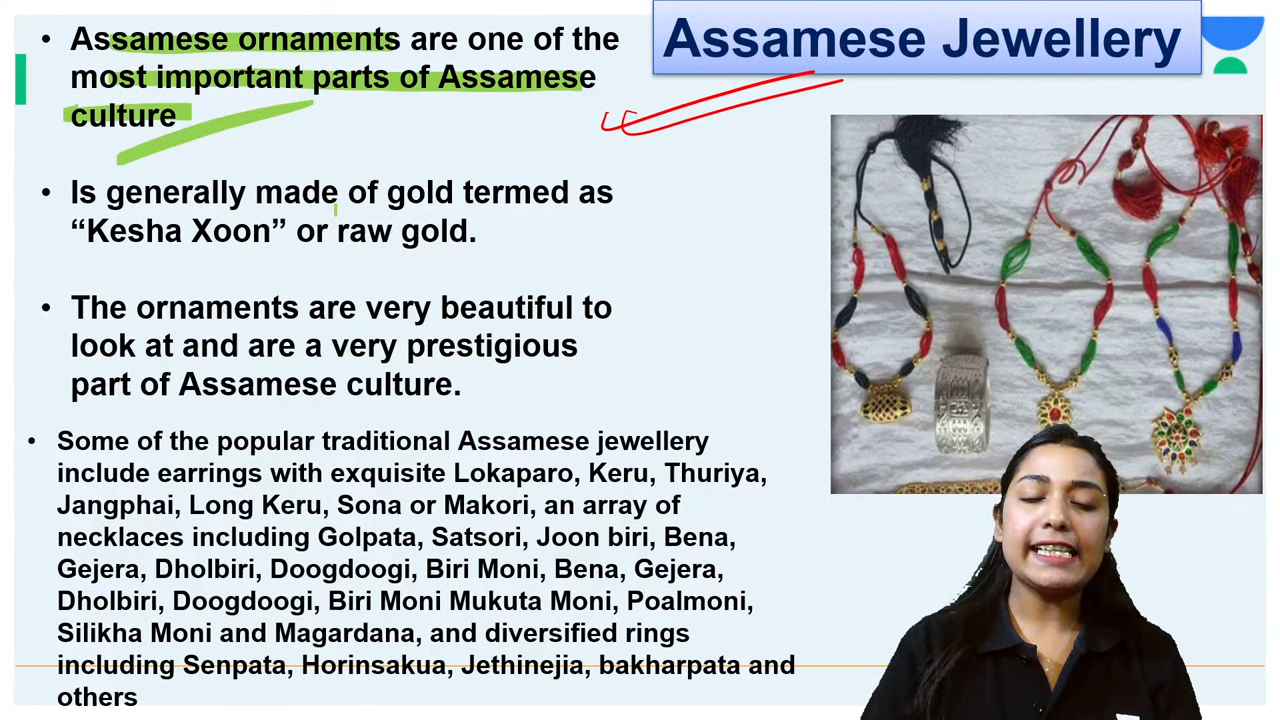 Assamese Jewellery
• Assamese ornaments are one of the
most important parts of Assamese
culture
• Is generally made of gold termed as
“Kesha Xoon” or raw gold.
• The ornaments are very beautiful to
look at and are a very prestigious
part of Assamese culture.
• Some of the popular traditional Assamese jewellery
include earrings with exquisite Lokaparo, Keru, Thuriya,
Jangphai, Long Keru, Sona or Makori, an array of
necklaces including Golpata, Satsori, Joon biri, Bena,
Gejera, Dholbiri, Doogdoogi, Biri Moni, Bena, Gejera,
Dholbiri, Doogdoogi, Biri Moni Mukuta Moni, Poalmoni,
Silikha Moni and Magardana, and diversified rings
including Senpata, Horinsakua, Jethinejia, bakharpata and
others